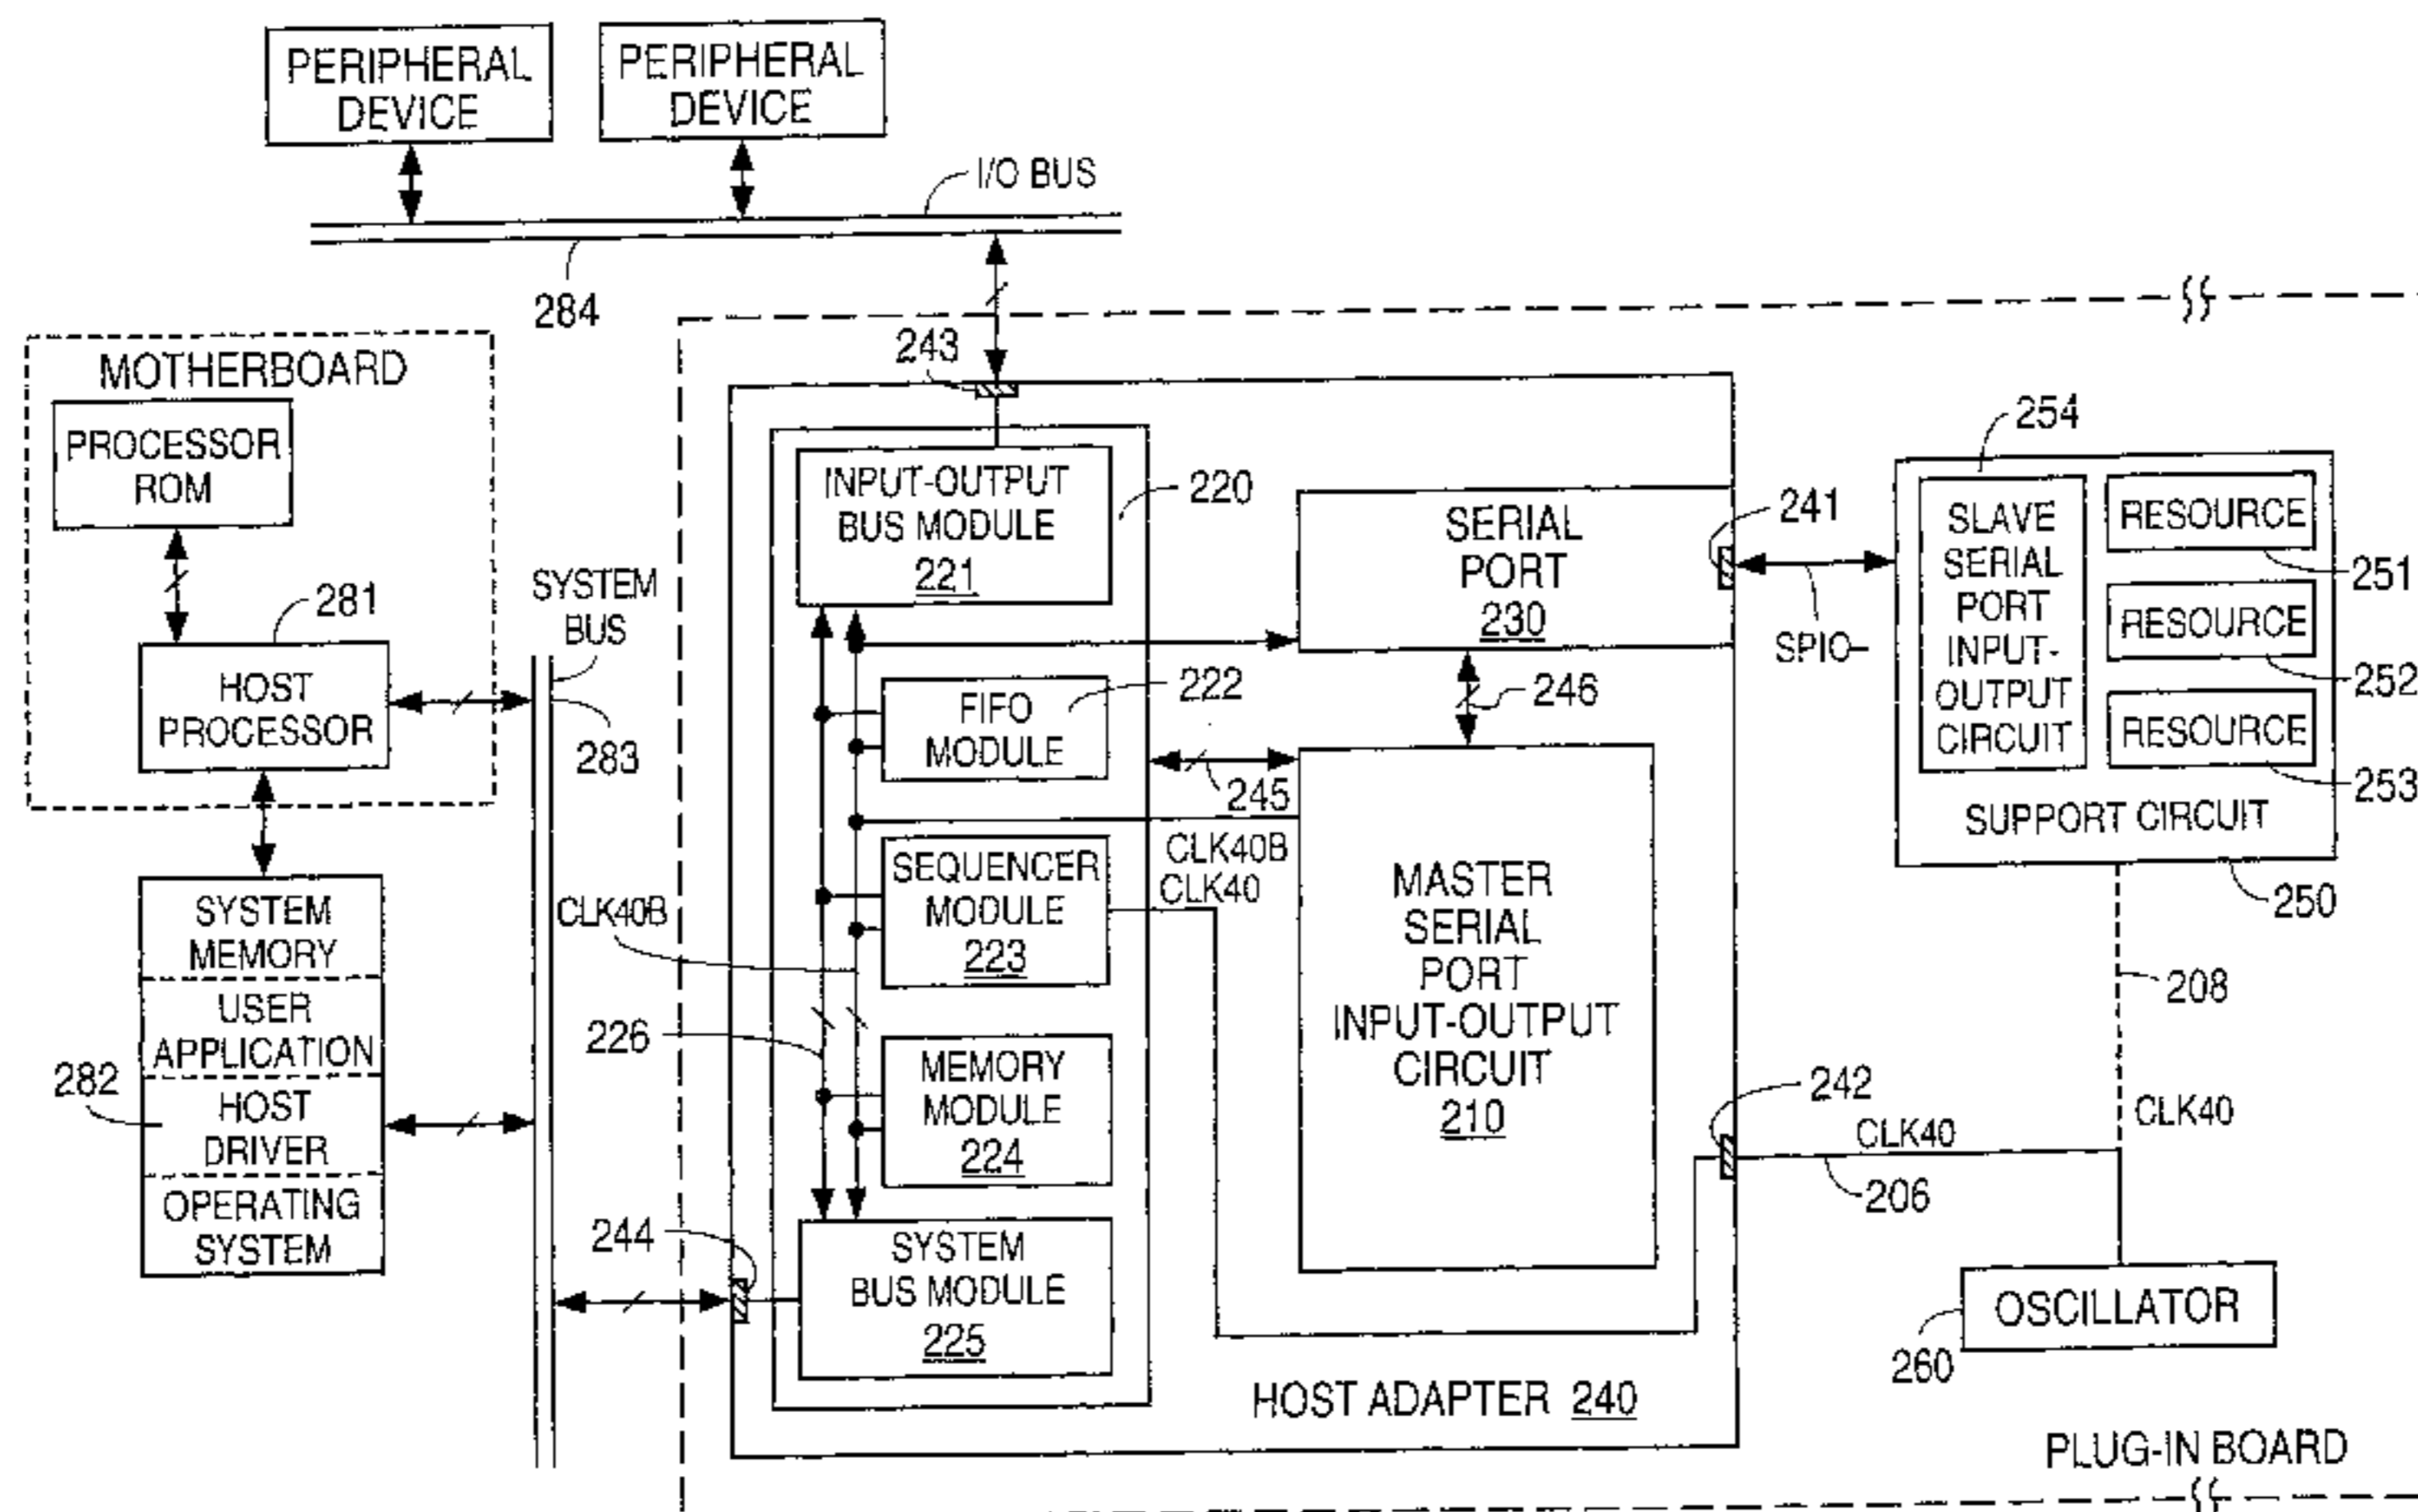 PERIPHERAL
DEVICE
PERIPHERAL
DEVICE
I/O BUS
284
MOTHERBOARD
PROCESSOR
ROM
281
HOST
PROCESSOR
SYSTEM
BUS
283
SYSTEM
MEMORY
USER
APPLICATION
282
HOST
DRIVER
OPERATING
SYSTEM
243
INPUT-OUTPUT
BUS MODULE
221
220
FIFO
MODULE
222
CLK40B
SEQUENCER
MODULE
223
226
MEMORY
MODULE
224
244
SYSTEM
BUS MODULE
225
SERIAL
PORT
230
246
245
CLK40B
CLK40
MASTER
SERIAL
PORT
INPUT-OUTPUT
CIRCUIT
210
HOST ADAPTER 240
241
SPIO-
242
254
SLAVE
SERIAL
PORT
INPUT-
OUTPUT
CIRCUIT
RESOURCE
251
RESOURCE
252
RESOURCE
253
SUPPORT CIRCUIT
250
208
CLK40
CLK40
206
OSCILLATOR
260
PLUG-IN BOARD